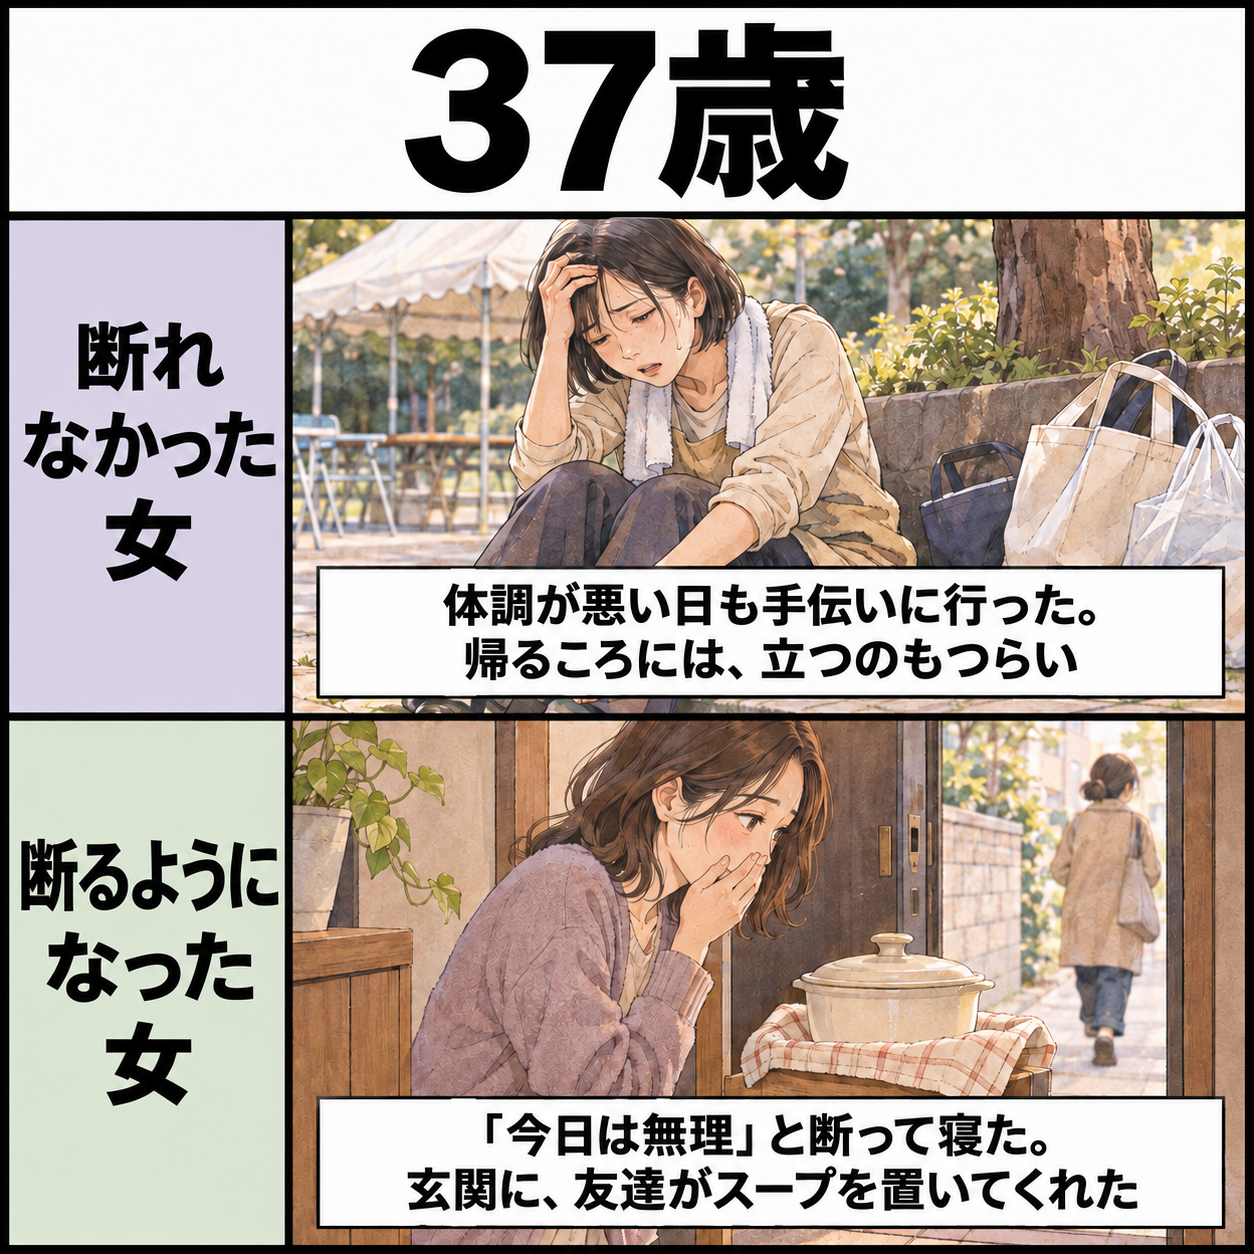 37歳
断れ
なかった
女
体調が悪い日も手伝いに行った。
帰るころには、立つのもつらい
断るように
なった
女
「今日は無理」と断って寝た。
玄関に、友達がスープを置いてくれた